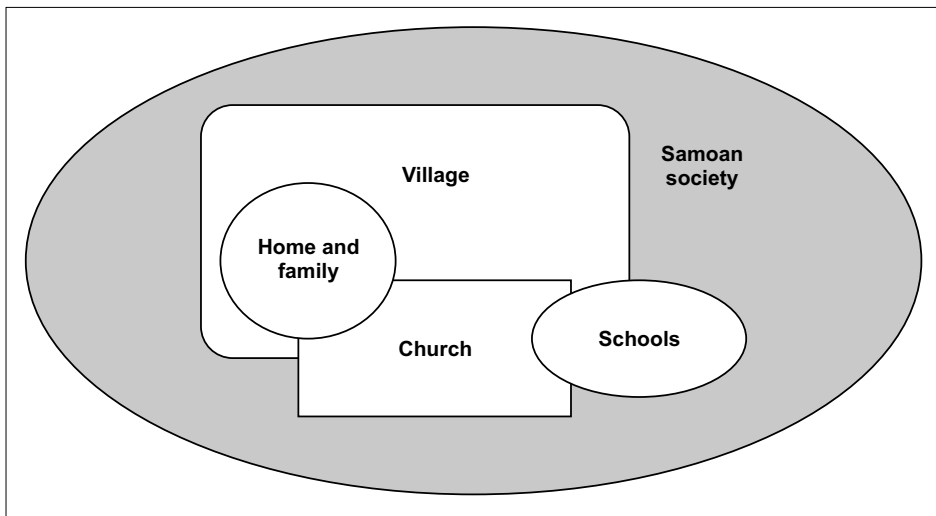 Village
Samoan
society
Home and
family
Church
Schools